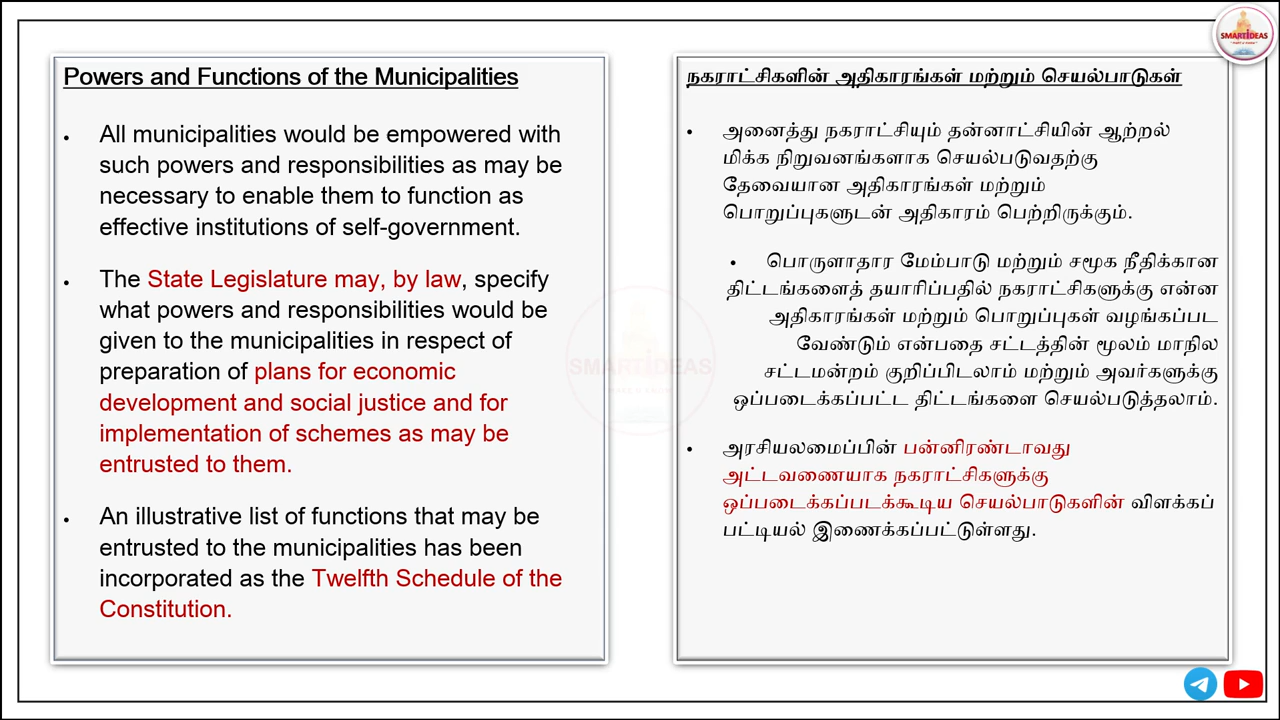 SMARTIDEAS
Powers and Functions of the Municipalities
• All municipalities would be empowered with
such powers and responsibilities as may be
necessary to enable them to function as
effective institutions of self-government.
• The State Legislature may, by law, specify
what powers and responsibilities would be
given to the municipalities in respect of
preparation of plans for economic
development and social justice and for
implementation of schemes as may be
entrusted to them.
• An illustrative list of functions that may be
entrusted to the municipalities has been
incorporated as the Twelfth Schedule of the
Constitution.
நகராட்சிகளின் அதிகாரங்கள் மற்றும் செயல்பாடுகள்
• அனைத்து நகராட்சியும் தன்னாட்சியின் ஆற்றல்
மிக்க நிறுவனங்களாக செயல்படுவதற்கு
தேவையான அதிகாரங்கள் மற்றும்
பொறுப்புகளுடன் அதிகாரம் பெற்றிருக்கும்.
• பொருளாதார மேம்பாடு மற்றும் சமூக நீதிக்கான
திட்டங்களைத் தயாரிப்பதில் நகராட்சிகளுக்கு என்ன
அதிகாரங்கள் மற்றும் பொறுப்புகள் வழங்கப்பட
வேண்டும் என்பதை சட்டத்தின் மூலம் மாநில
சட்டமன்றம் குறிப்பிடலாம் மற்றும் அவர்களுக்கு
ஒப்படைக்கப்பட்ட திட்டங்களை செயல்படுத்தலாம்.
• அரசியலமைப்பின் பன்னிரண்டாவது
அட்டவணையாக நகராட்சிகளுக்கு
ஒப்படைக்கப்படக்கூடிய செயல்பாடுகளின் விளக்கப்
பட்டியல் இணைக்கப்பட்டுள்ளது.
SMARTIDEAS